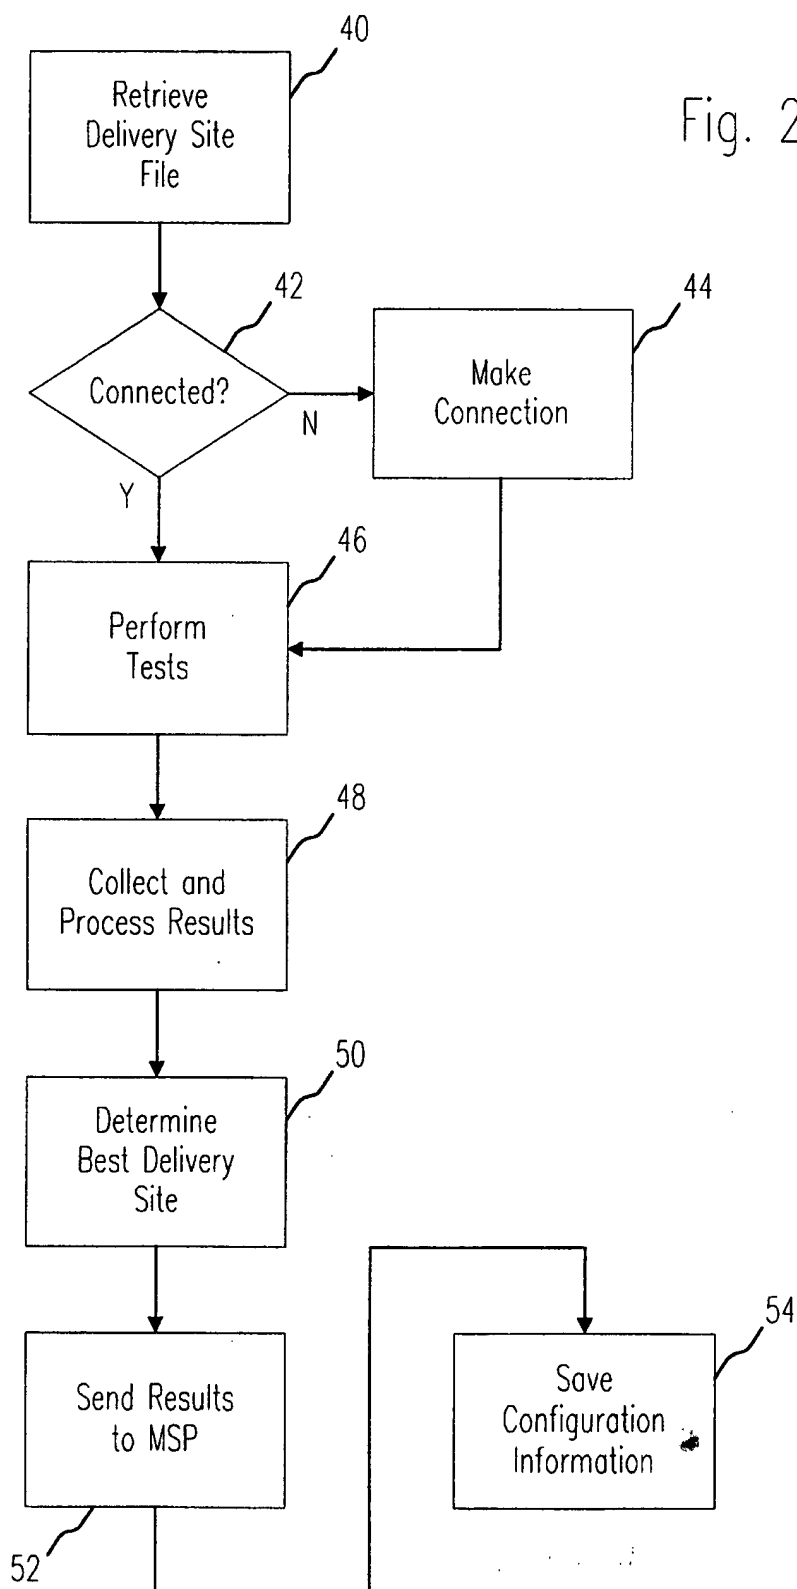 40
Retrieve
Delivery Site
File
Fig. 2
42
Connected?
N
Y
44
Make
Connection
46
Perform
Tests
48
Collect and
Process Results
50
Determine
Best Delivery
Site
Send Results
to MSP
52
54
Save
Configuration
Information